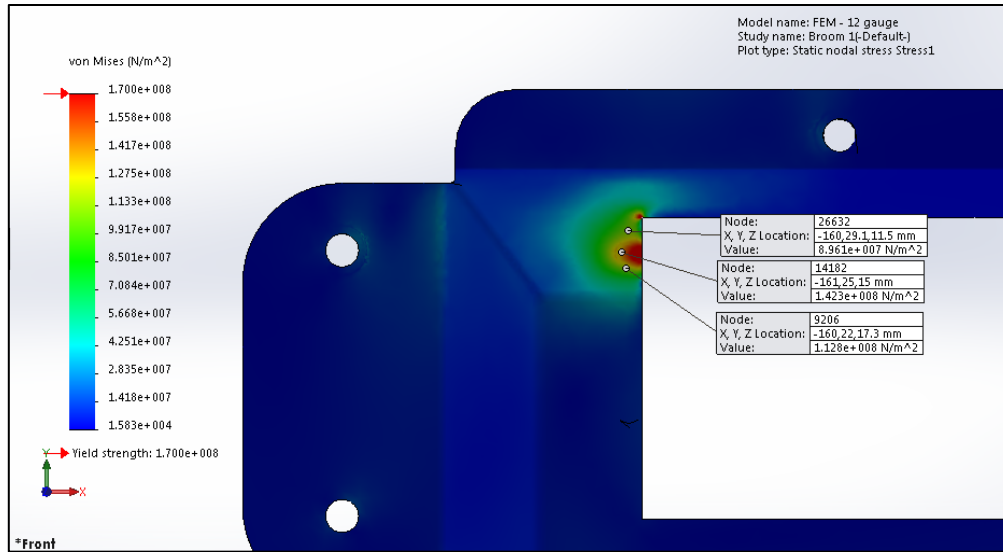 Model name: FEM - 12 gauge
Study name: Broom 1(-Default-)
Plot type: Static nodal stress Stress1
von Mises (N/m^2)
1.700e+008
1.558e+008
1.417e+008
1.275e+008
1.133e+008
9.917e+007
8.501e+007
7.084e+007
5.668e+007
4.251e+007
2.835e+007
1.418e+007
1.583e+004
Yield strength: 1.700e+008
Node: 26632
X, Y, Z Location: -160,29.1,11.5 mm
Value: 8.961e+007 N/m^2
Node: 14182
X, Y, Z Location: -161,25,15 mm
Value: 1.423e+008 N/m^2
Node: 9206
X, Y, Z Location: -160,22,17.3 mm
Value: 1.128e+008 N/m^2
Y
X
*Front